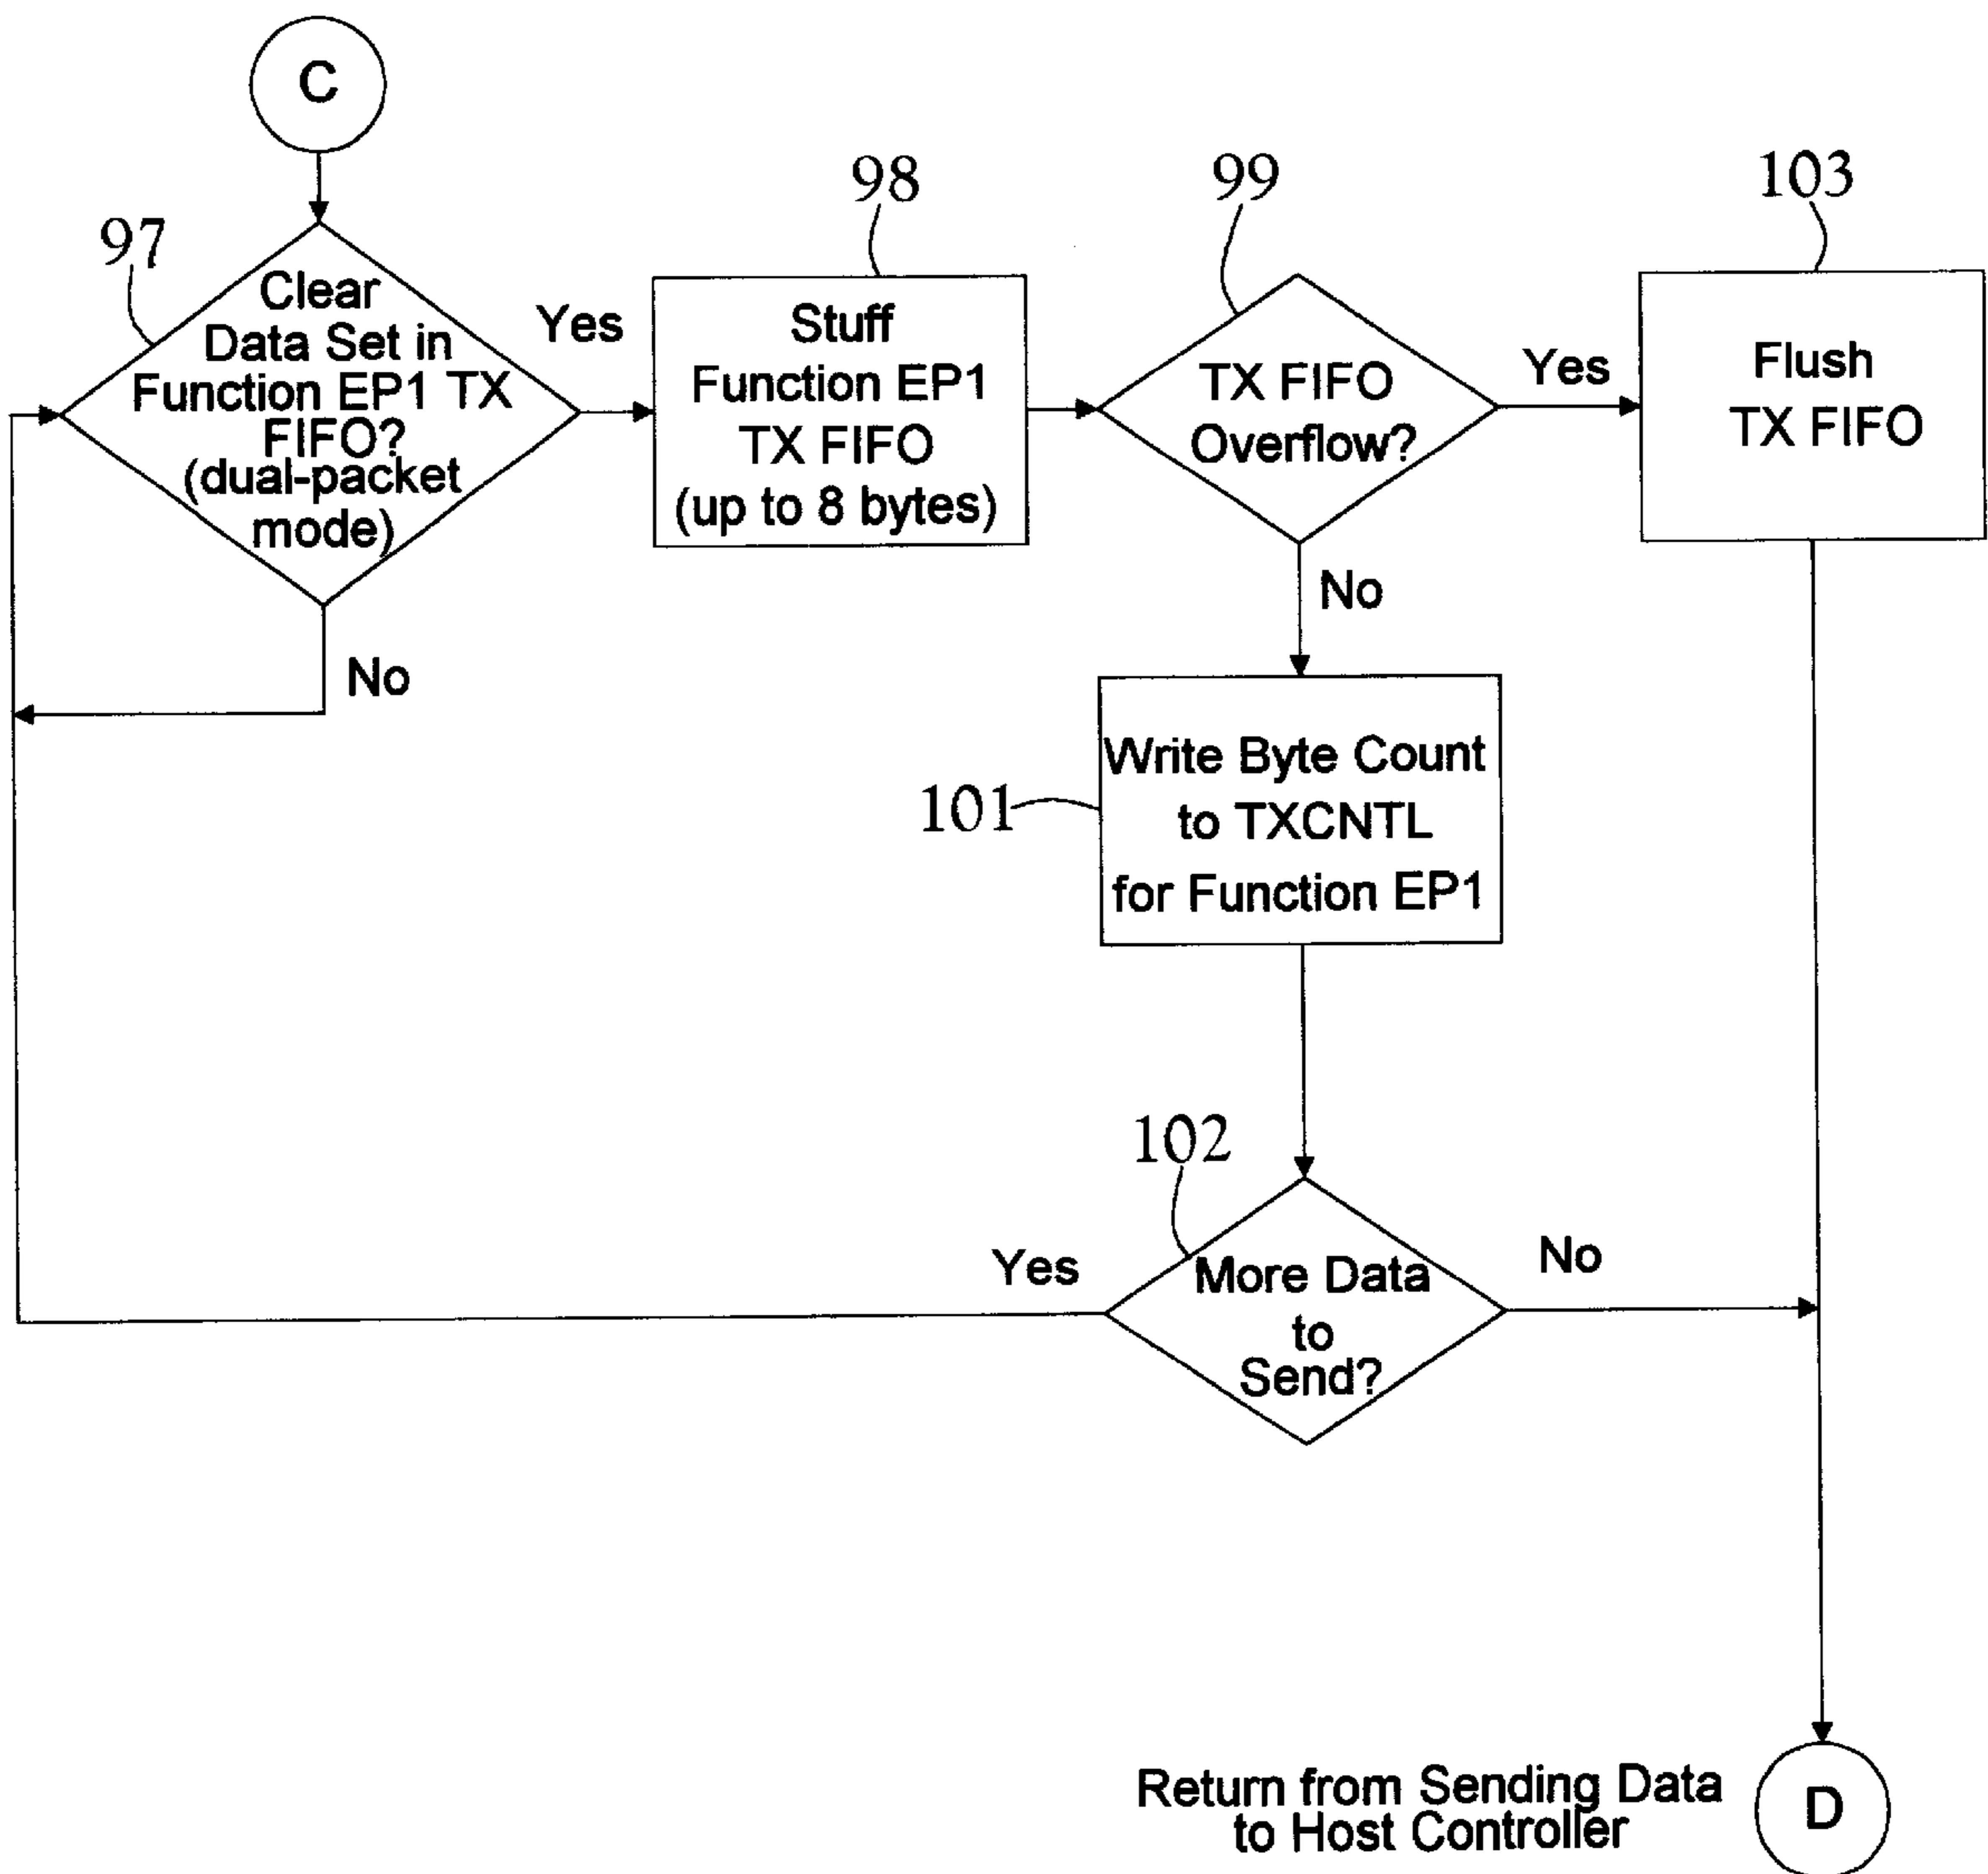 C
97
Clear
Data Set in
Function EP1 TX
FIFO?
(dual-packet
mode)
Yes
No
98
Stuff
Function EP1
TX FIFO
(up to 8 bytes)
99
TX FIFO
Overflow?
Yes
No
103
Flush
TX FIFO
101
Write Byte Count
to TXCNTL
for Function EP1
102
More Data
to
Send?
Yes
No
Return from Sending Data
to Host Controller
D